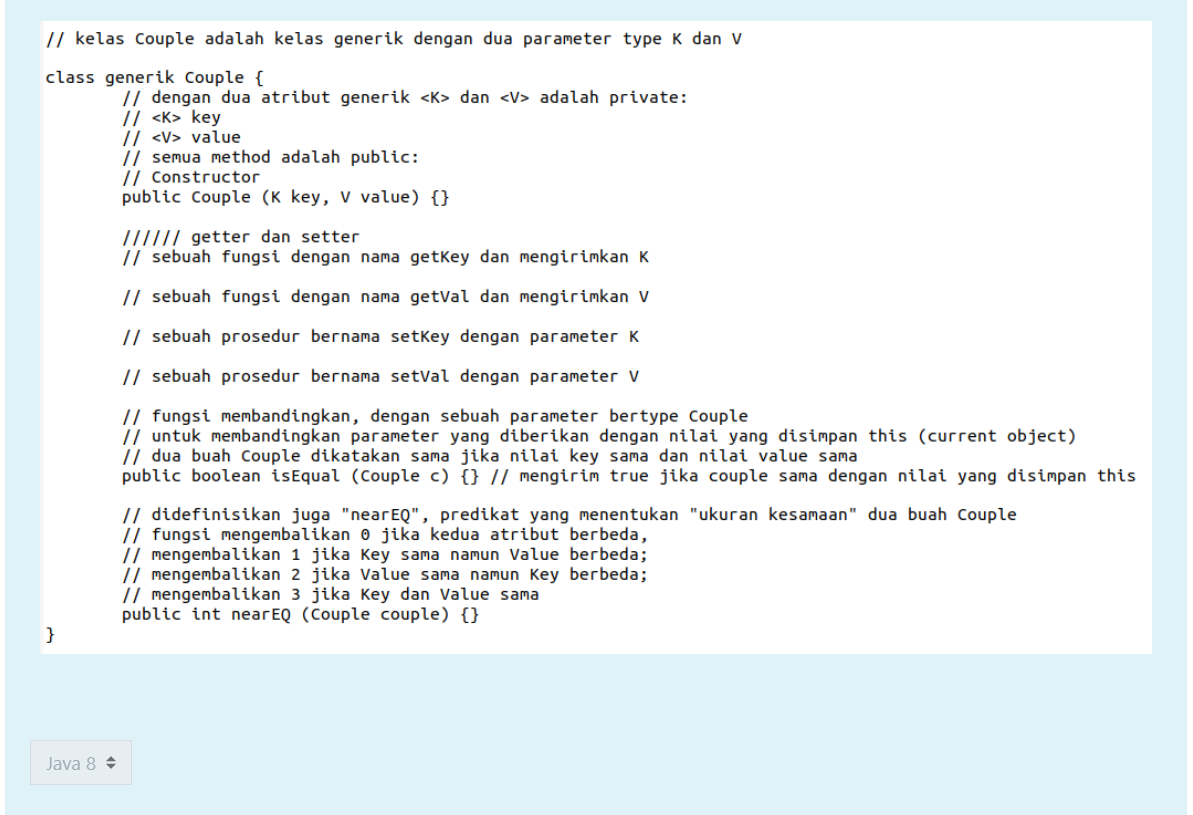 // kelas Couple adalah kelas generik dengan dua parameter type K dan V
class generik Couple {
// dengan dua atribut generik <K> dan <V> adalah private:
// <K> key
// <V> value
// semua method adalah public:
// Constructor
public Couple (K key, V value) {}
////// getter dan setter
// sebuah fungsi dengan nama getKey dan mengirimkan K
// sebuah fungsi dengan nama getVal dan mengirimkan V
// sebuah prosedur bernama setKey dengan parameter K
// sebuah prosedur bernama setVal dengan parameter V
// fungsi membandingkan, dengan sebuah parameter bertype Couple
// untuk membandingkan parameter yang diberikan dengan nilai yang disimpan this (current object)
// dua buah Couple dikatakan sama jika nilai key sama dan nilai value sama
public boolean isEqual (Couple c) {} // mengirim true jika couple sama dengan nilai yang disimpan this
// didefinisikan juga "nearEQ", predikat yang menentukan "ukuran kesamaan" dua buah Couple
// fungsi mengembalikan 0 jika kedua atribut berbeda,
// mengembalikan 1 jika Key sama namun Value berbeda;
// mengembalikan 2 jika Value sama namun Key berbeda;
// mengembalikan 3 jika Key dan Value sama
public int nearEQ (Couple couple) {}
}
Java 8